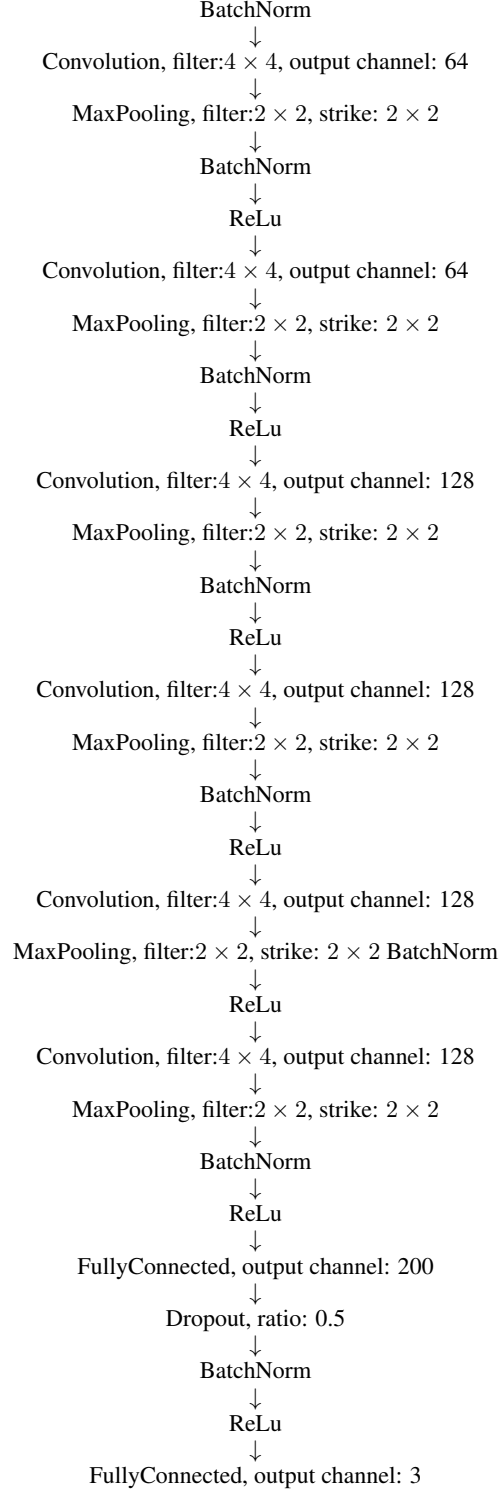 BatchNorm
↓
Convolution, filter:4 × 4, output channel: 64
↓
MaxPooling, filter:2 × 2, strike: 2 × 2
↓
BatchNorm
↓
ReLu
↓
Convolution, filter:4 × 4, output channel: 64
↓
MaxPooling, filter:2 × 2, strike: 2 × 2
↓
BatchNorm
↓
ReLu
↓
Convolution, filter:4 × 4, output channel: 128
↓
MaxPooling, filter:2 × 2, strike: 2 × 2
↓
BatchNorm
↓
ReLu
↓
Convolution, filter:4 × 4, output channel: 128
↓
MaxPooling, filter:2 × 2, strike: 2 × 2
↓
BatchNorm
↓
ReLu
↓
Convolution, filter:4 × 4, output channel: 128
↓
MaxPooling, filter:2 × 2, strike: 2 × 2 BatchNorm
↓
ReLu
↓
Convolution, filter:4 × 4, output channel: 128
↓
MaxPooling, filter:2 × 2, strike: 2 × 2
↓
BatchNorm
↓
ReLu
↓
FullyConnected, output channel: 200
↓
Dropout, ratio: 0.5
↓
BatchNorm
↓
ReLu
↓
FullyConnected, output channel: 3